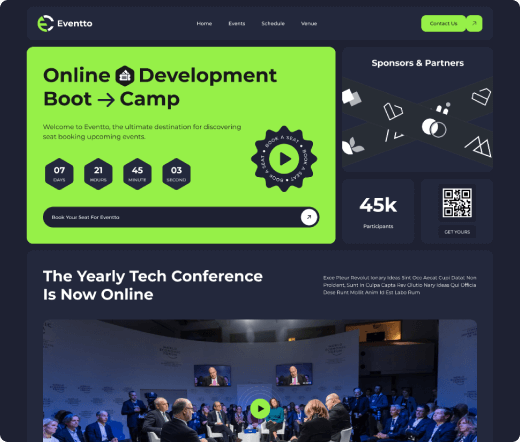 Eventto
Home
Events
Schedule
Venue
Contact Us
Online Development
Boot Camp
Welcome to Eventto, the ultimate destination for discovering
seat booking upcoming events.
07
21
45
03
DAYS
HOURS
MINUTE
SECOND
BOOK A SEAT BOOK A SEAT BOOK A SEAT
Book Your Seat For Eventto
Sponsors & Partners
45k
Participants
GET YOURS
The Yearly Tech Conference
Is Now Online
Exce Pteur Revolut Ionary Ideas Sint Occ Aecat Cupi Datat Non
Proident, Sunt In Culpa Capta Rev Olutio Nary Ideas Qui Officia
Dese Runt Mollit Anim Id Est Labo Rum